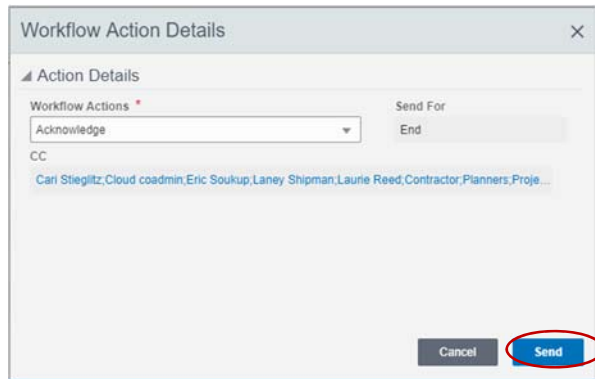 Workflow Action Details
Action Details
Workflow Actions * Send For
Acknowledge End
CC
Cari Stieglitz;Cloud coadmin;Eric Soukup;Laney Shipman;Laurie Reed;Contractor;Planners;Proje...
Cancel Send